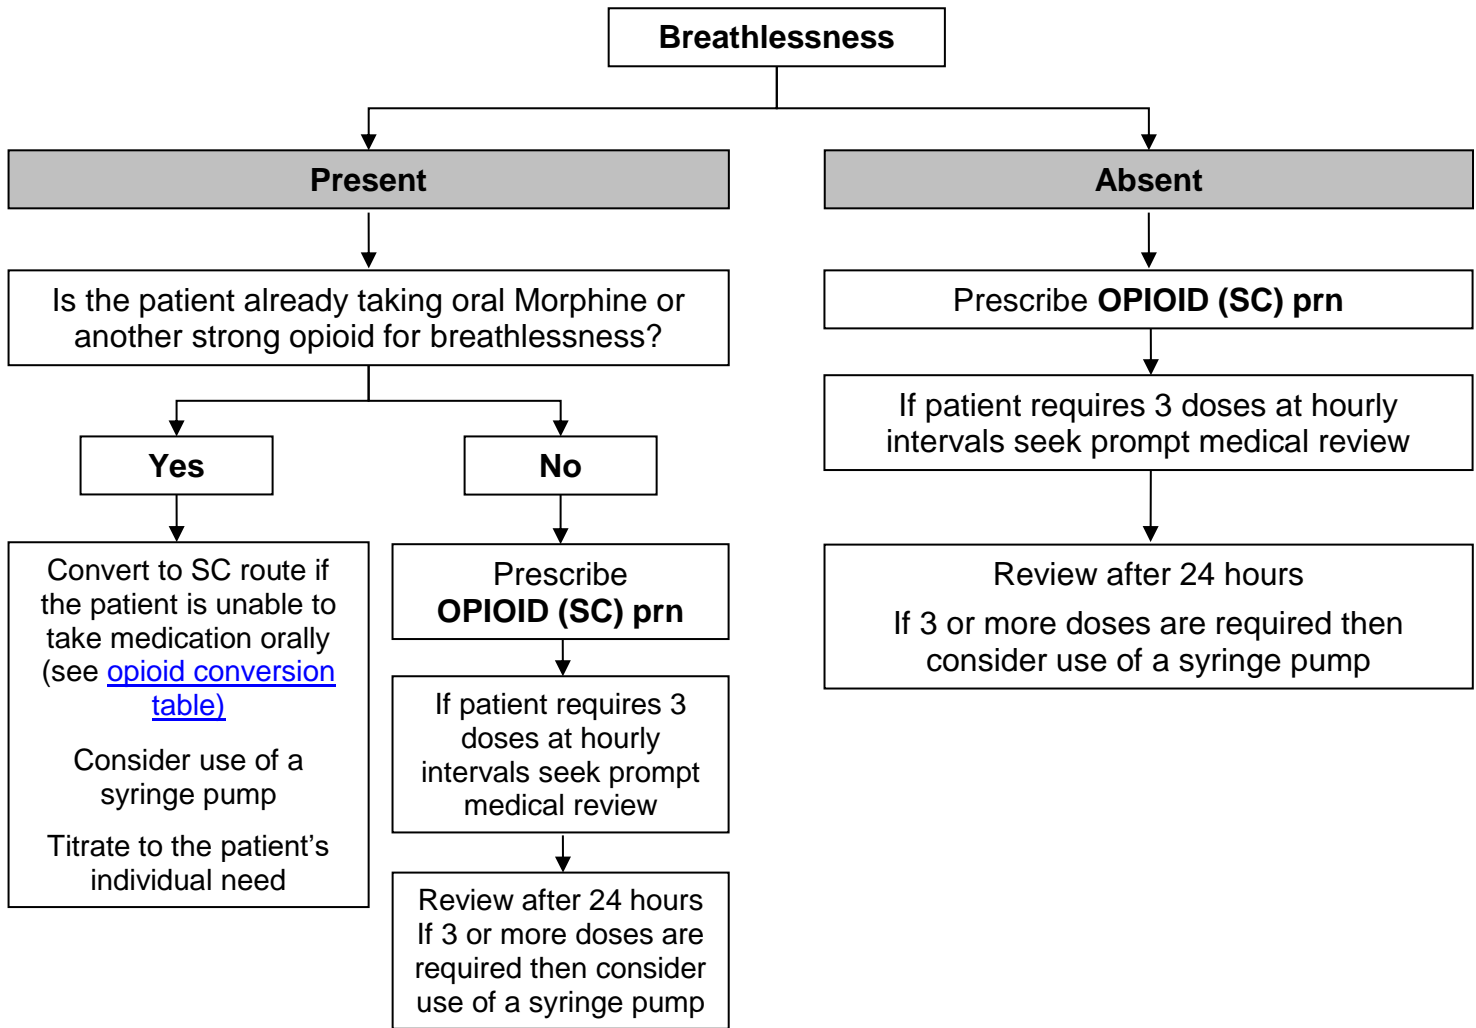 Breathlessness
Present
Absent
Is the patient already taking oral Morphine or
another strong opioid for breathlessness?
Yes
No
Convert to SC route if
the patient is unable to
take medication orally
(see opioid conversion
table)
Consider use of a
syringe pump
Titrate to the patient’s
individual need
Prescribe
OPIOID (SC) prn
If patient requires 3
doses at hourly
intervals seek prompt
medical review
Review after 24 hours
If 3 or more doses are
required then consider
use of a syringe pump
Prescribe OPIOID (SC) prn
If patient requires 3 doses at hourly
intervals seek prompt medical review
Review after 24 hours
If 3 or more doses are required then
consider use of a syringe pump